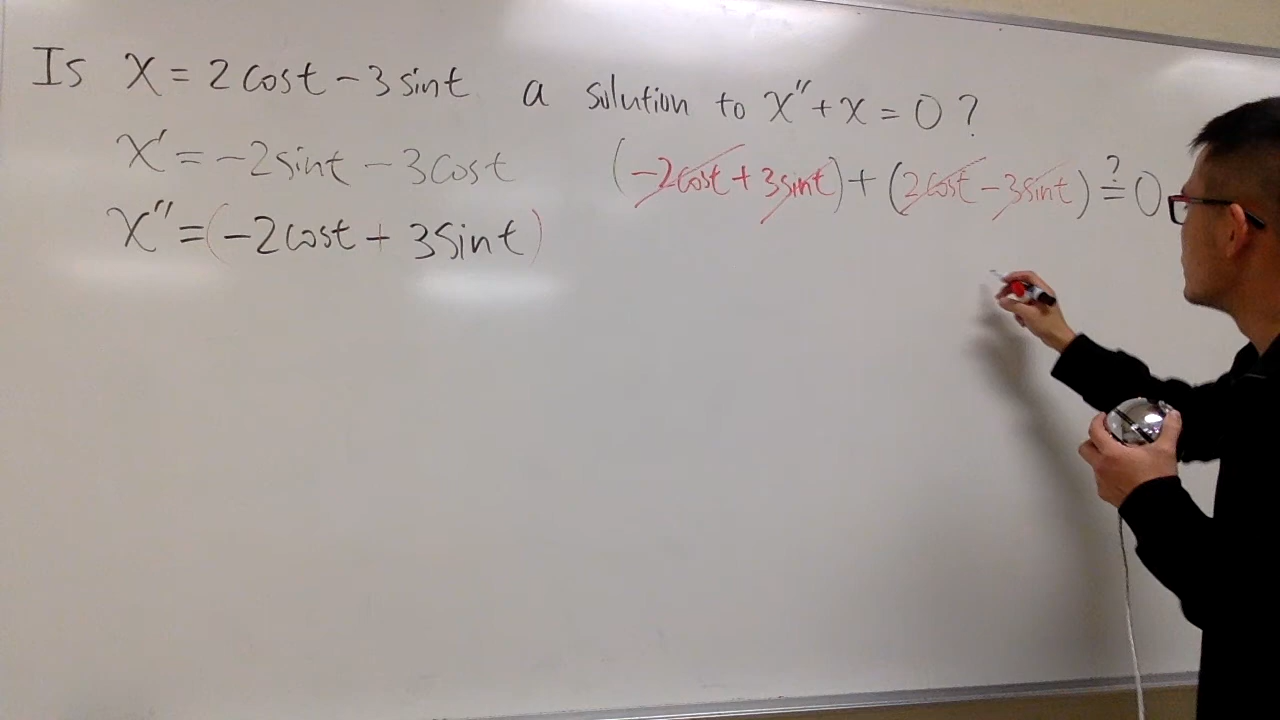 Is x = 2cost - 3sint a solution to x'' + x = 0 ?
x' = -2sint - 3cost
(-2cost + 3sint) + (2cost - 3sint) ?= 0
x'' = (-2cost + 3sint)